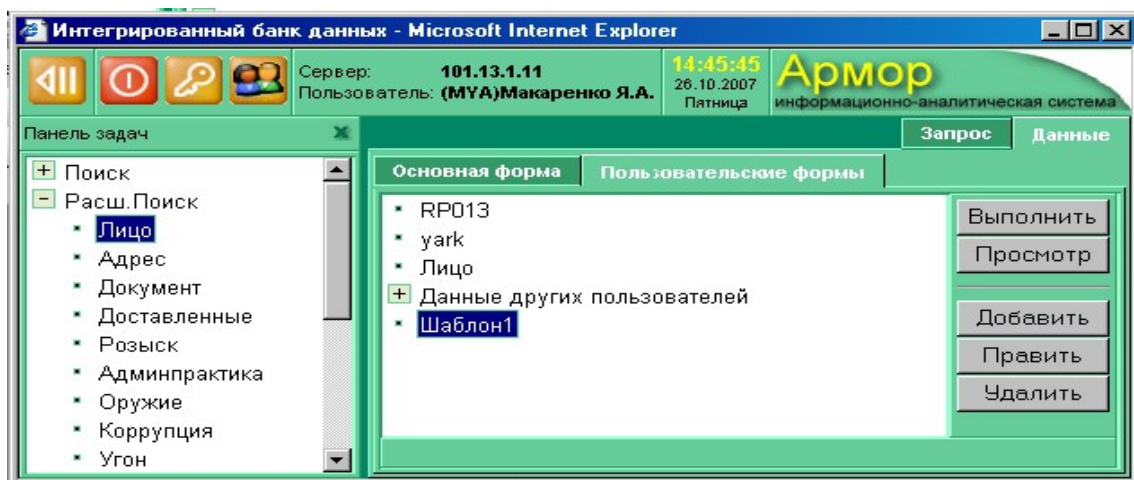 Интегрированный банк данных - Microsoft Internet Explorer
Сервер: 101.13.1.11
Пользователь: (MYA)Макаренко Я.А.
14:45:45
26.10.2007
Пятница
Армор
информационно-аналитическая система
Панель задач
Запрос
Данные
Поиск
Расш.Поиск
Лицо
Адрес
Документ
Доставленные
Розыск
Админпрактика
Оружие
Коррупция
Угон
Основная форма
Пользовательские формы
RP013
yark
Лицо
Данные других пользователей
Шаблон1
Выполнить
Просмотр
Добавить
Править
Удалить